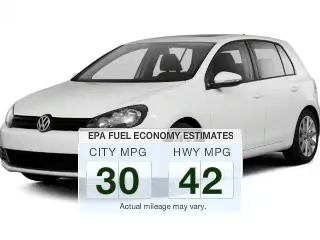 EPA FUEL ECONOMY ESTIMATES
CITY MPG HWY MPG
30 42
Actual mileage may vary.